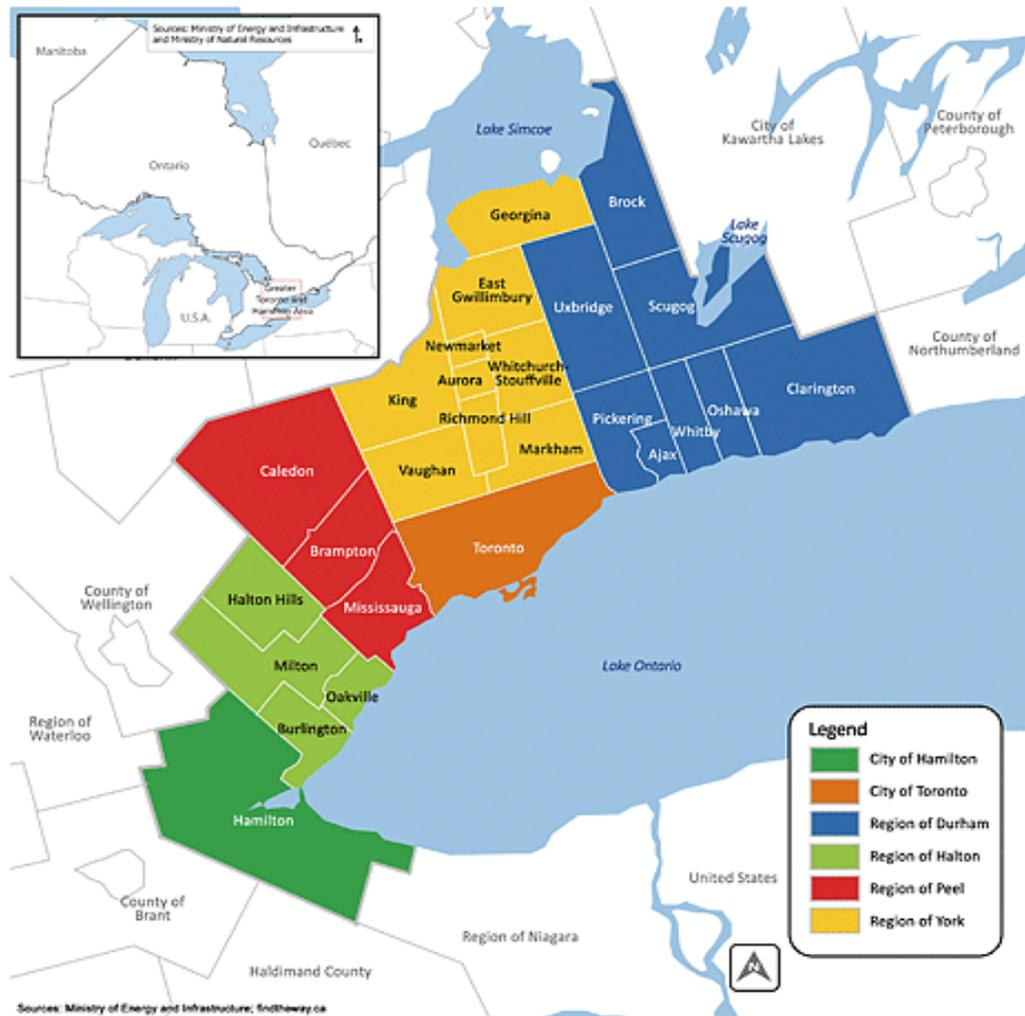 Sources: Ministry of Energy and Infrastructure
and Ministry of Natural Resources
Manitoba
Ontario
Québec
U.S.A.
Greater
Toronto and
Hamilton Area
Lake Simcoe
City of
Kawartha Lakes
County of
Peterborough
Brock
Georgina
Lake
Scugog
East
Gwillimbury
Uxbridge
Scugog
County of
Northumberland
Newmarket
Whitchurch-
Stouffville
Aurora
King
Richmond Hill
Pickering
Oshawa
Clarington
Whitby
Ajax
Markham
Vaughan
Caledon
Brampton
Toronto
Mississauga
Halton Hills
County of
Wellington
Milton
Oakville
Burlington
Lake Ontario
Region of
Waterloo
Hamilton
County of
Brant
Haldimand County
Region of Niagara
United States
Legend
City of Hamilton
City of Toronto
Region of Durham
Region of Halton
Region of Peel
Region of York
N
Sources: Ministry of Energy and Infrastructure; findtheway.ca